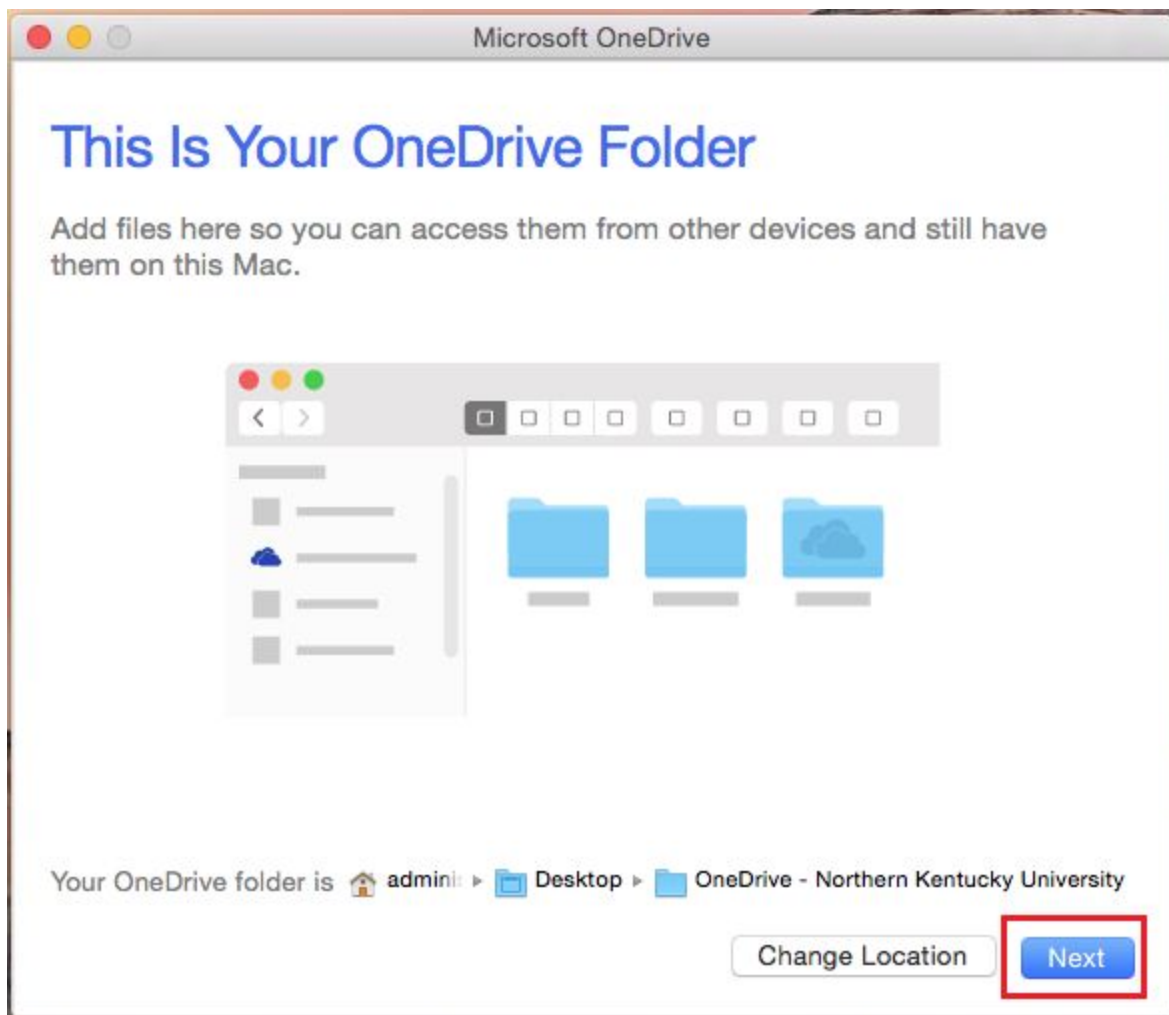 Microsoft OneDrive
This Is Your OneDrive Folder
Add files here so you can access them from other devices and still have
them on this Mac.
Your OneDrive folder is Desktop OneDrive - Northern Kentucky University
Change Location Next